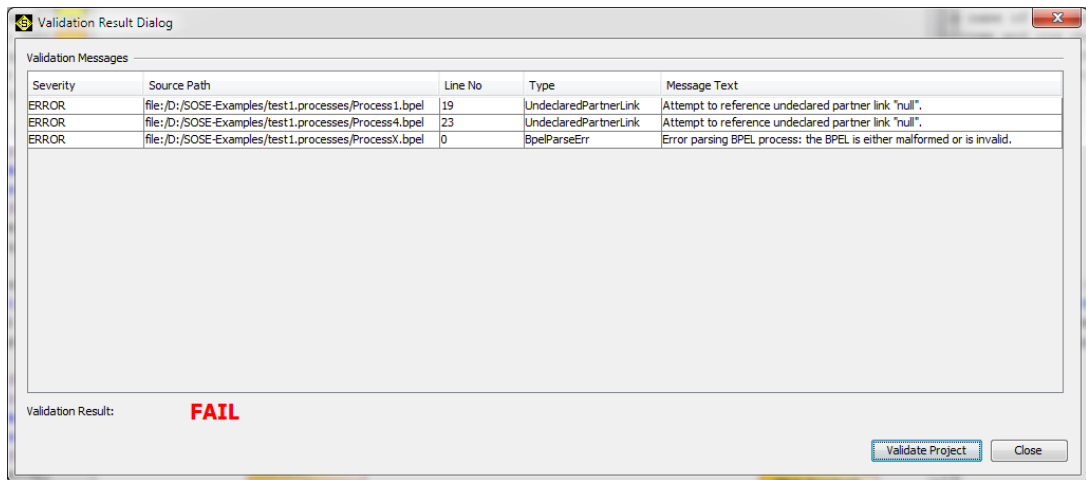 Validation Result Dialog
Validation Messages
Severity Source Path Line No Type Message Text
ERROR file:/D:/SOSE-Examples/test1.processes/Process1.bpel 19 UndeclaredPartnerLink Attempt to reference undeclared partner link "null".
ERROR file:/D:/SOSE-Examples/test1.processes/Process4.bpel 23 UndeclaredPartnerLink Attempt to reference undeclared partner link "null".
ERROR file:/D:/SOSE-Examples/test1.processes/ProcessX.bpel 0 BpelParseErr Error parsing BPEL process: the BPEL is either malformed or is invalid.
Validation Result: FAIL
Validate Project Close